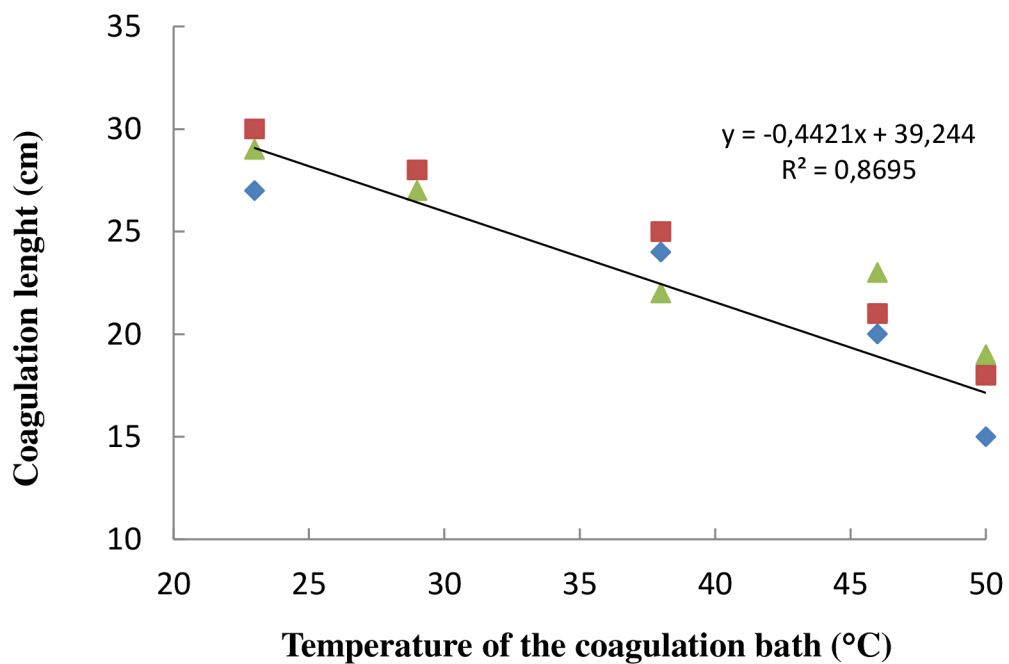 35
30
25
20
15
10
y = -0,4421x + 39,244
R² = 0,8695
Coagulation lenght (cm)
20 25 30 35 40 45 50
Temperature of the coagulation bath (°C)